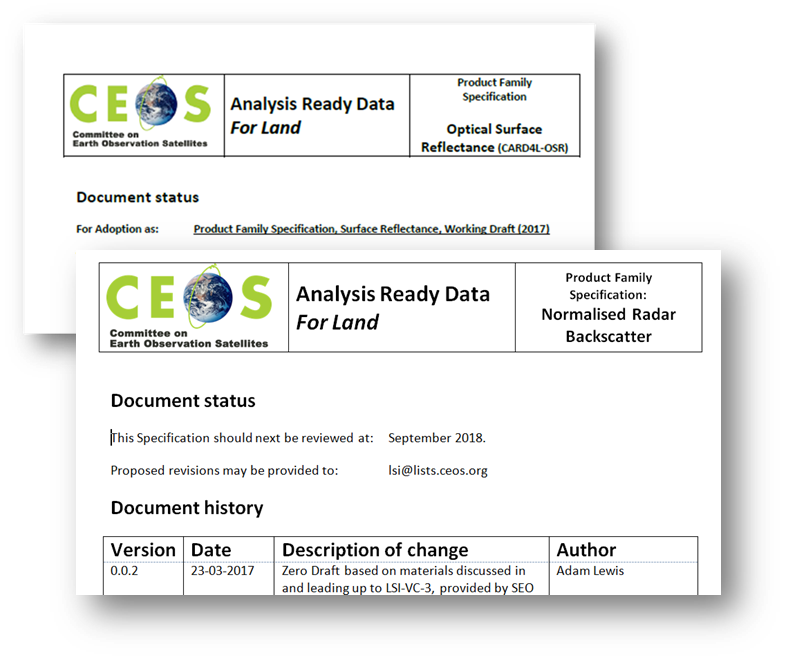 CEOS
Committee on
Earth Observation Satellites
Analysis Ready Data
For Land
Product Family
Specification
Optical Surface
Reflectance (CARD4L-OSR)
Document status
For Adoption as: Product Family Specification, Surface Reflectance, Working Draft (2017)
CEOS
Committee on
Earth Observation Satellites
Analysis Ready Data
For Land
Product Family
Specification:
Normalised Radar
Backscatter
Document status
This Specification should next be reviewed at: September 2018.
Proposed revisions may be provided to: lsi@lists.ceos.org
Document history
Version Date Description of change Author
0.0.2 23-03-2017 Zero Draft based on materials discussed in Adam Lewis
and leading up to LSI-VC-3, provided by SEO